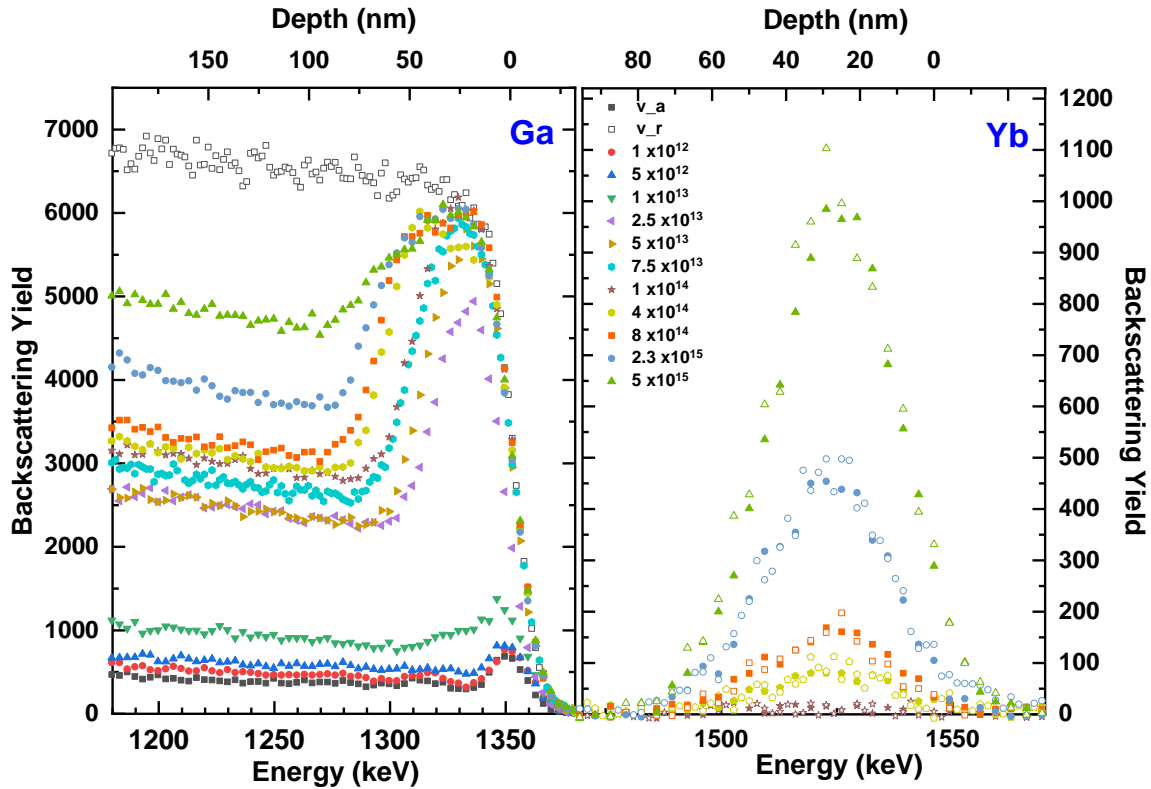 Depth (nm)
Depth (nm)
150 100 50 0
80 60 40 20 0
Ga
Yb
v_a
v_r
1 x10¹²
5 x10¹²
1 x10¹³
2.5 x10¹³
5 x10¹³
7.5 x10¹³
1 x10¹⁴
4 x10¹⁴
8 x10¹⁴
2.3 x10¹⁵
5 x10¹⁵
Backscattering Yield
7000
6000
5000
4000
3000
2000
1000
0
1200
1100
1000
900
800
700
600
500
400
300
200
100
0
Backscattering Yield
1200 1250 1300 1350
1500 1550
Energy (keV)
Energy (keV)